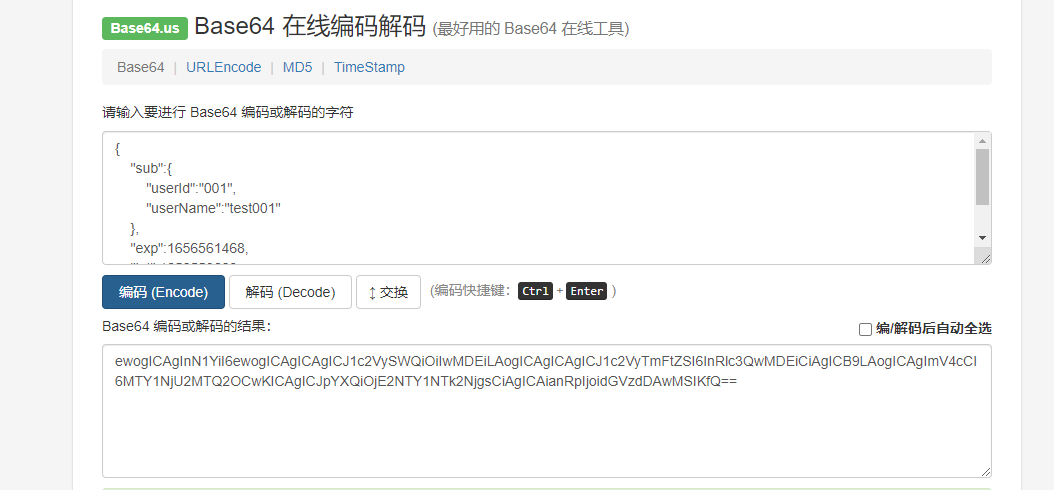 Base64.us Base64 在线编码解码 (最好用的 Base64 在线工具)
Base64 | URLEncode | MD5 | TimeStamp
请输入要进行 Base64 编码或解码的字符
{
"sub":{
"userId":"001",
"userName":"test001"
},
"exp":1656561468,
编码 (Encode) 解码 (Decode) ↕ 交换 (编码快捷键: Ctrl + Enter )
Base64 编码或解码的结果: 编/解码后自动全选
ewogICAgInN1YiI6ewogICAgICAgICJ1c2VySWQiOiIwMDEiLAogICAgICAgICJ1c2VyTmFtZSI6InRlc3QwMDEiCiAgICB9LAogICAgImV4cCI
6MTY1NjU2MTQ2OCwKICAgICJpYXQiOjE2NTY1NTk2NjgsCiAgICAianRpIjoidGVzdDAwMSIKfQ==